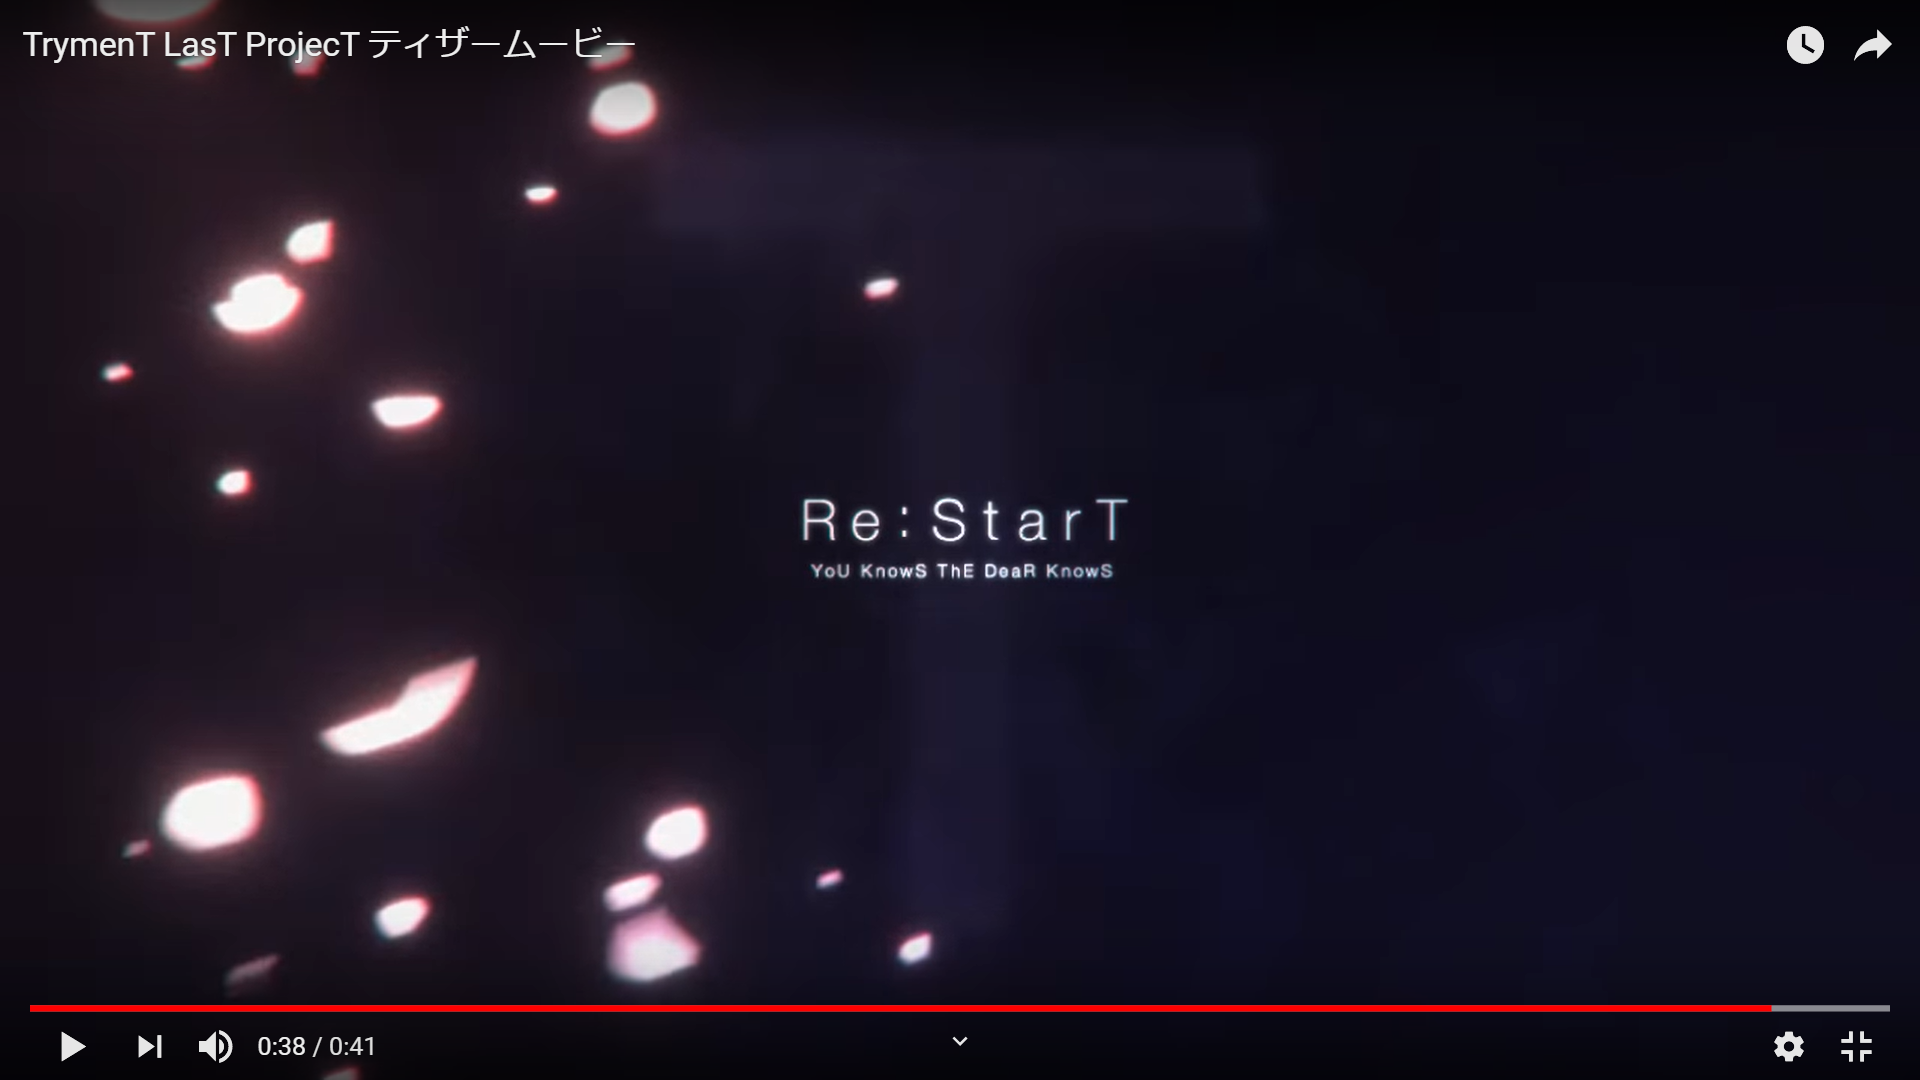 TrymenT LasT ProjecT ティザームービー
Re:StarT
YoU KnowS ThE DeaR KnowS
0:38 / 0:41